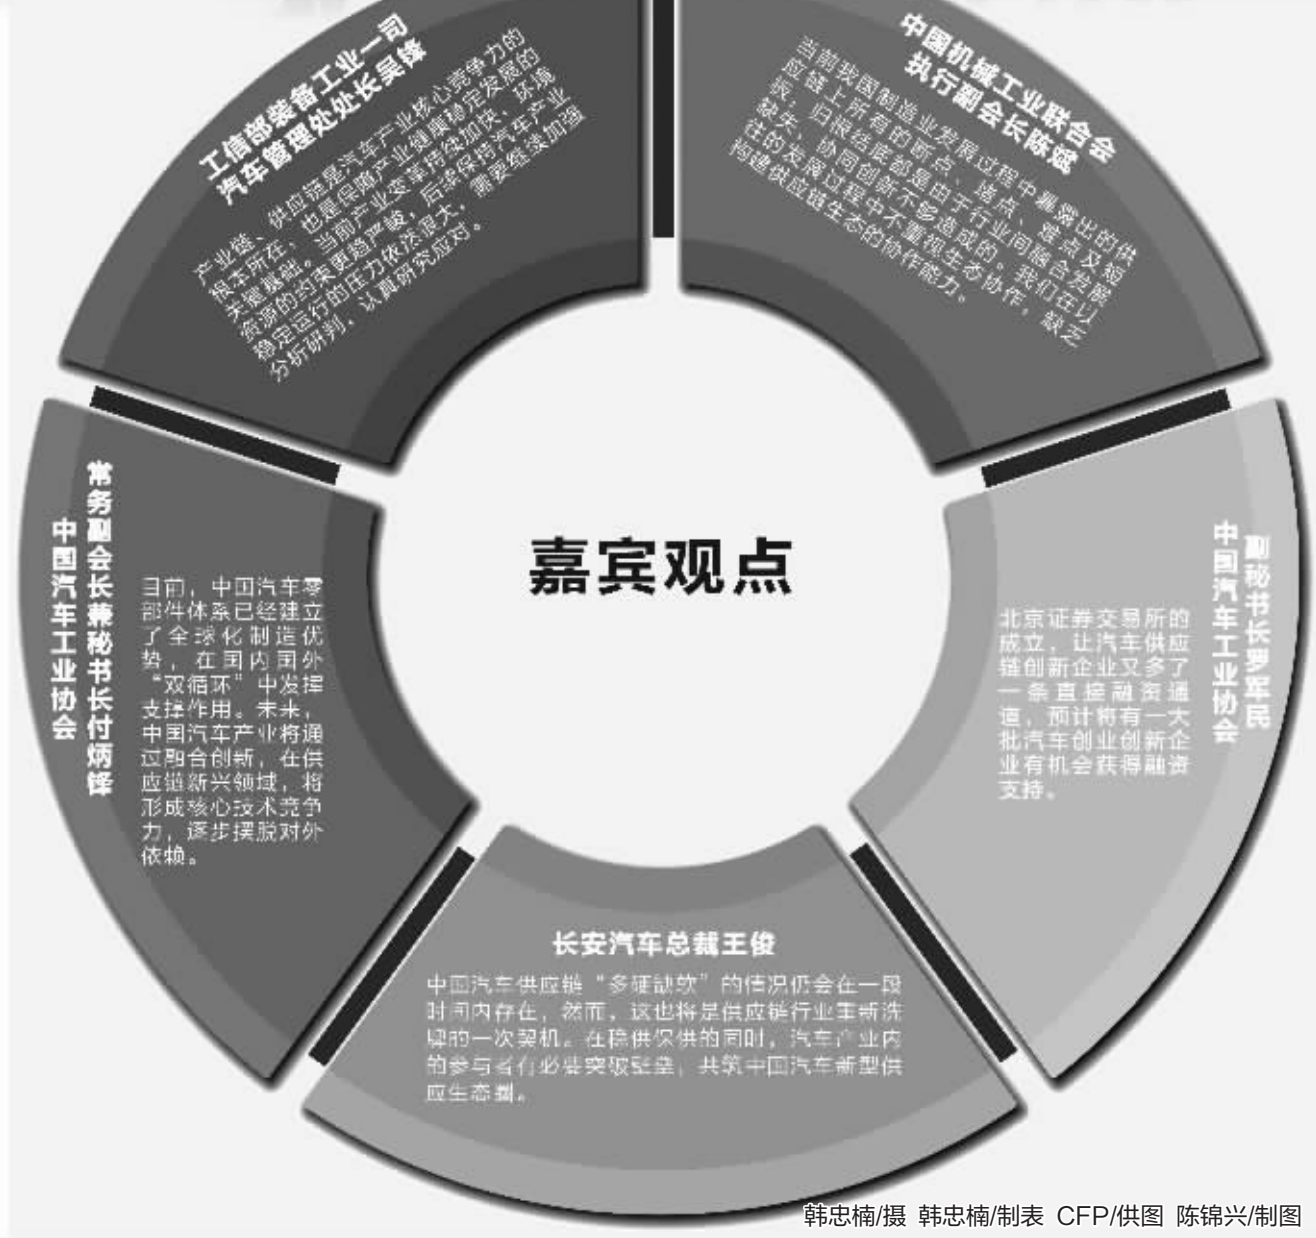 工信部装备工业一司
汽车管理处处长吴锋
产业链、供应链是汽车产业核心竞争力的
根本所在，也是保障产业健康稳定发展的
关键基础。当前产业变革持续加快，环境
资源的约束更趋严峻，后续保持汽车产业
稳定运行的压力依然很大，需要继续加强
分析研判，认真研究应对。
中国机械工业联合会
执行副会长陈斌
当前我国制造业发展过程中暴露出的供
应链上所有的断点、堵点、难点及短
板，归根结底都是由于行业间融合发展
缺失，协同创新不够造成的。我们在以
往的发展过程中不重视生态协作，缺乏
构建供应链生态的协作能力。
中国汽车工业协会
常务副会长兼秘书长付炳锋
目前，中国汽车零
部件体系已经建立
了全球化制造优
势，在国内国外
“双循环”中发挥
支撑作用。未来，
中国汽车产业将通
过融合创新，在供
应链新兴领域，将
形成核心技术竞争
力，逐步摆脱对外
依赖。
嘉宾观点
副秘书长罗军民
中国汽车工业协会
北京证券交易所的
成立，让汽车供应
链创新企业又多了
一条直接融资通
道，预计将有一大
批汽车创业创新企
业有机会获得融资
支持。
长安汽车总裁王俊
中国汽车供应链“多硬缺软”的情况仍会在一段
时间内存在，然而，这也将是供应链行业重新洗
牌的一次契机。在稳供保供的同时，汽车产业内
的参与者有必要突破壁垒，共筑中国汽车新型供
应生态圈。
韩忠楠/摄 韩忠楠/制表 CFP/供图 陈锦兴/制图